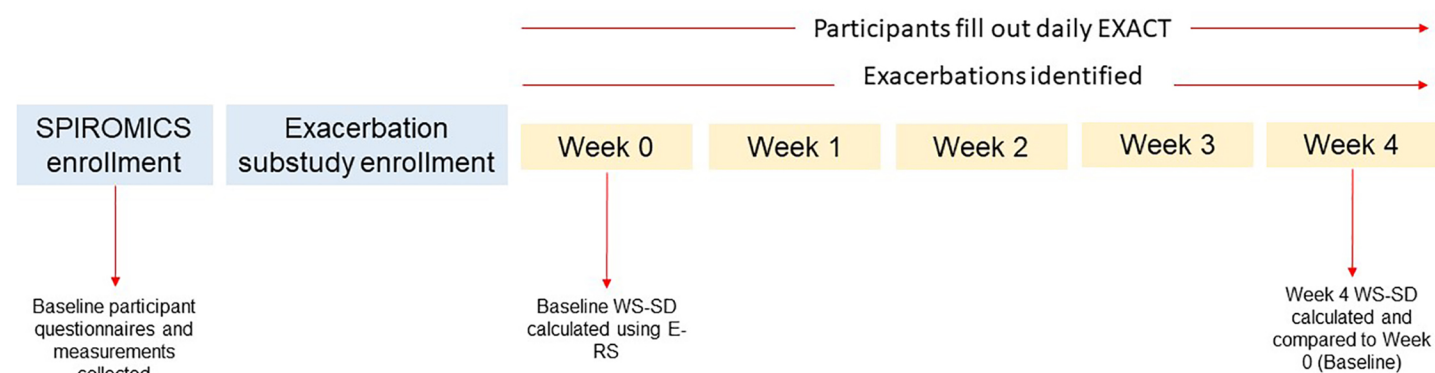 Participants fill out daily EXACT
Exacerbations identified
SPIROMICS
enrollment
Exacerbation
substudy enrollment
Week 0
Week 1
Week 2
Week 3
Week 4
Baseline participant
questionnaires and
measurements
collected
Baseline WS-SD
calculated using E-
RS
Week 4 WS-SD
calculated and
compared to Week
0 (Baseline)